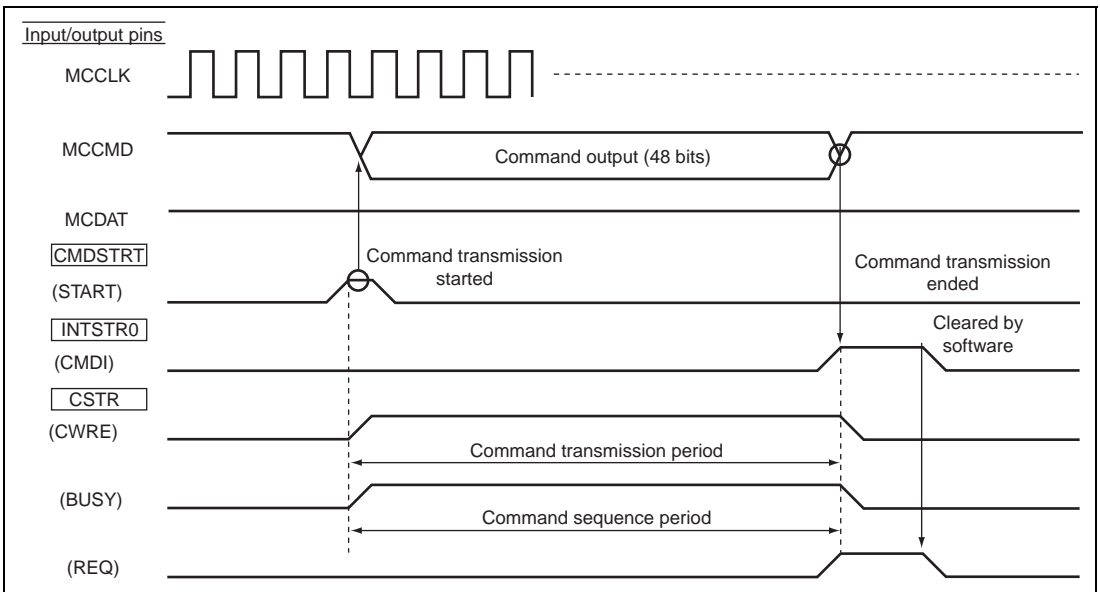 Input/output pins
MCCLK
MCCMD
Command output (48 bits)
MCDAT
CMDSTRT
(START)
Command transmission
started
Command transmission
ended
INTSTR0
(CMDI)
Cleared by
software
CSTR
(CWRE)
Command transmission period
(BUSY)
Command sequence period
(REQ)